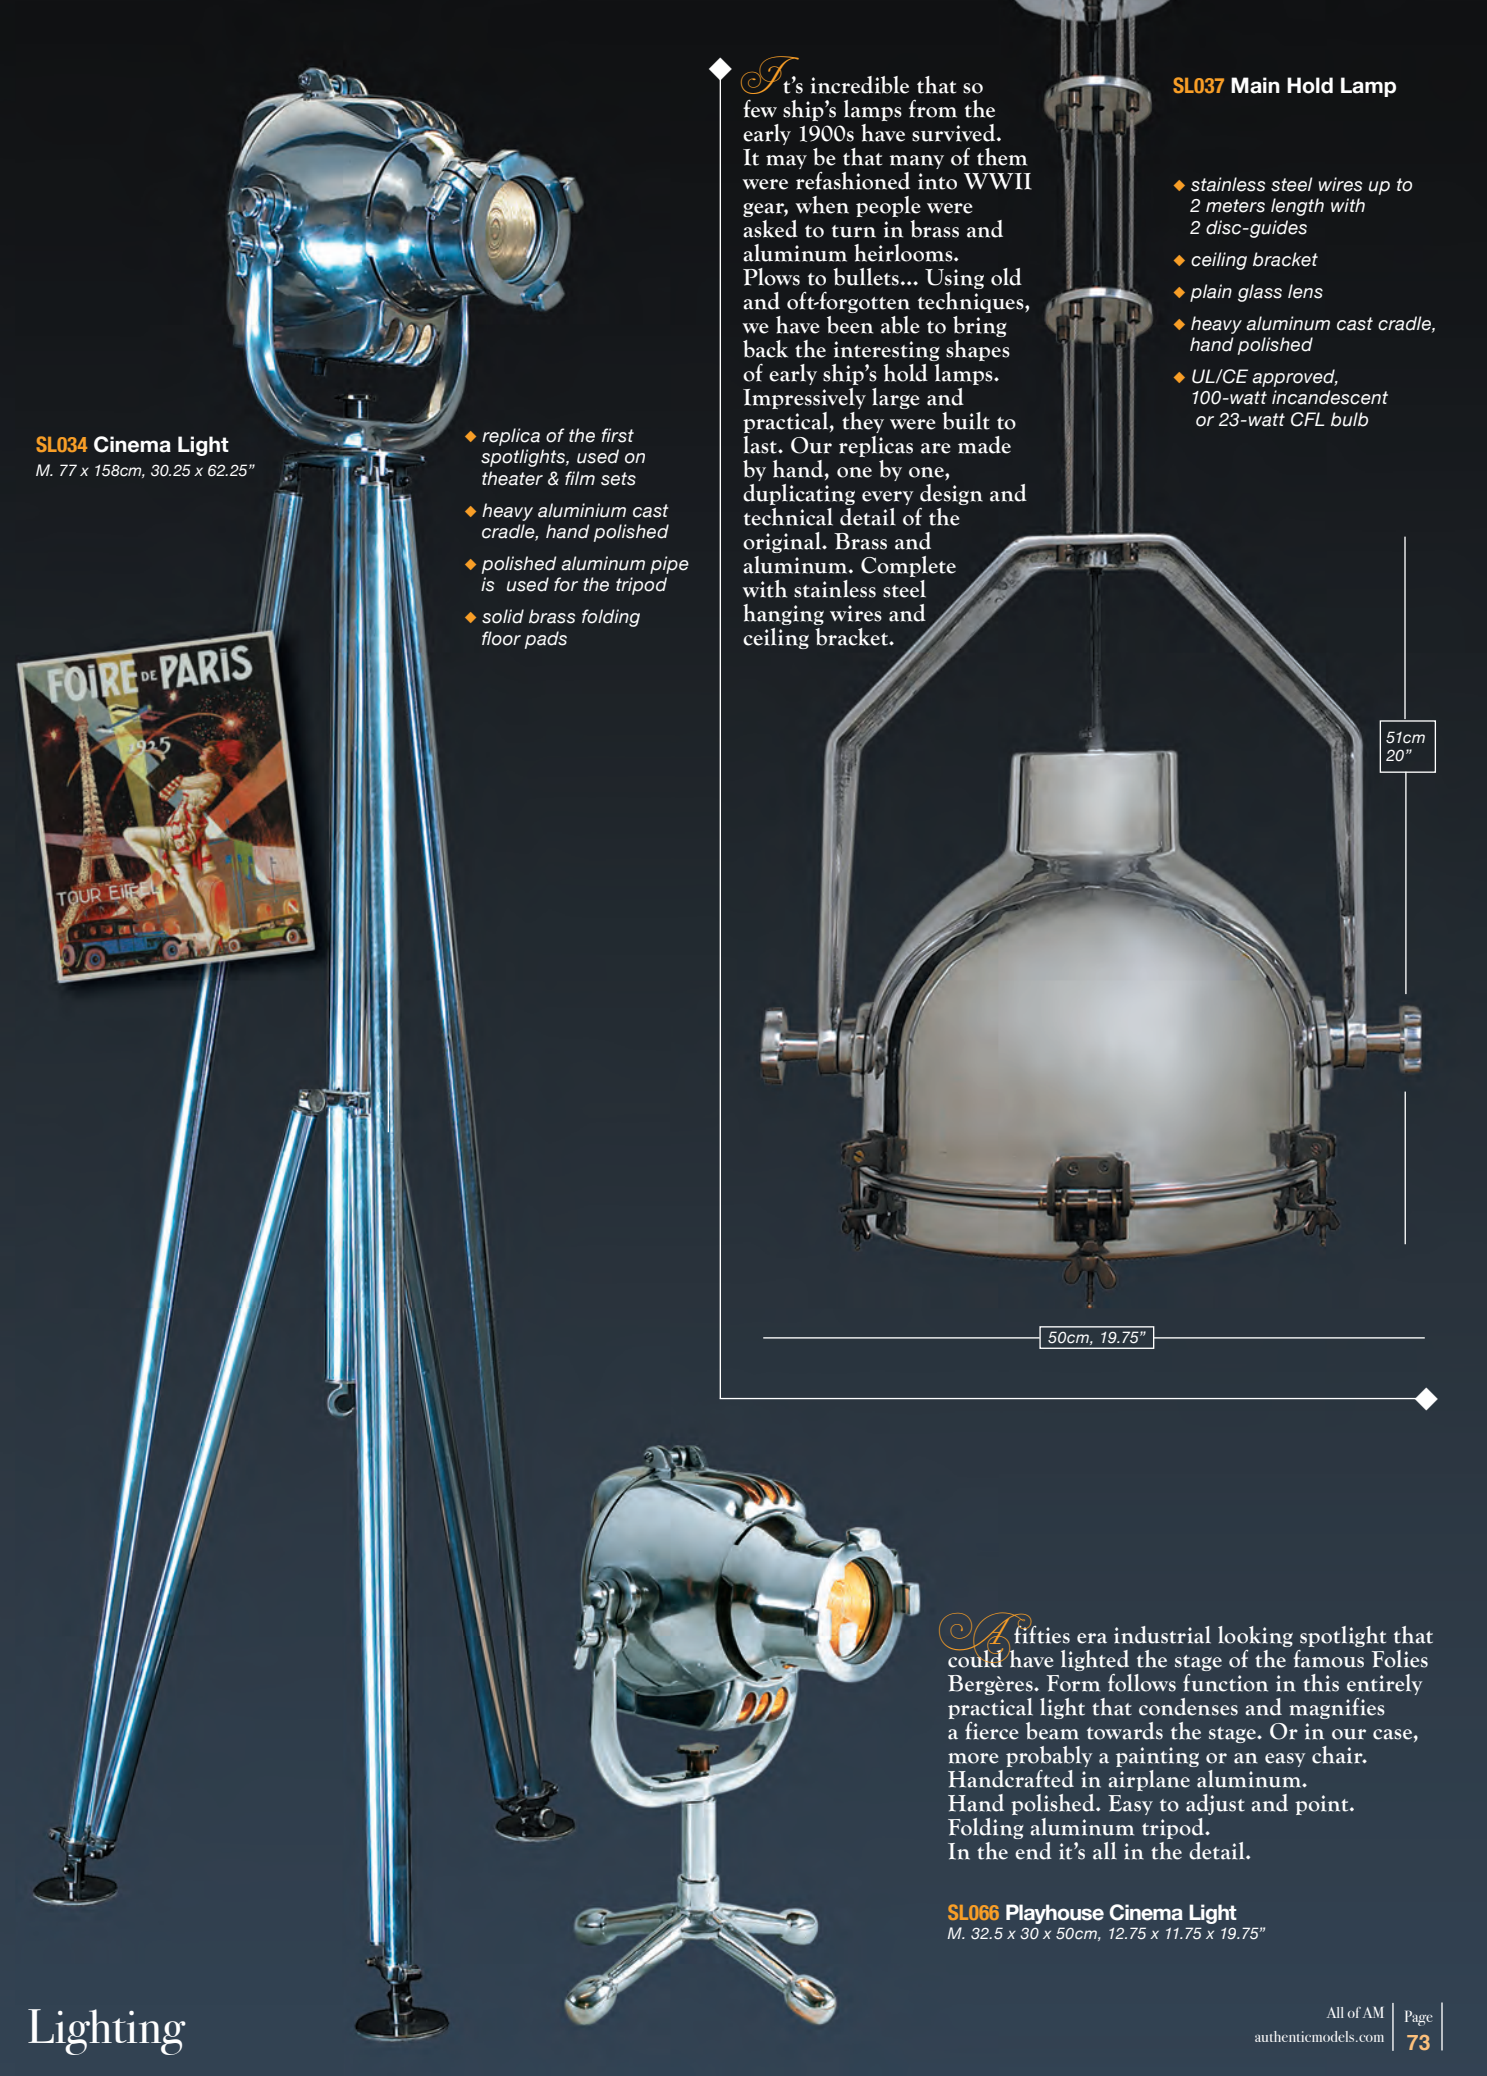 SL034 Cinema Light
M. 77 x 158cm, 30.25 x 62.25”
◆ replica of the first
spotlights, used on
theater & film sets
◆ heavy aluminium cast
cradle, hand polished
◆ polished aluminum pipe
is used for the tripod
◆ solid brass folding
floor pads
FOiRE DE PARiS
1925
TOUR EiFFEL
It’s incredible that so
few ship’s lamps from the
early 1900s have survived.
It may be that many of them
were refashioned into WWII
gear, when people were
asked to turn in brass and
aluminum heirlooms.
Plows to bullets... Using old
and oft-forgotten techniques,
we have been able to bring
back the interesting shapes
of early ship’s hold lamps.
Impressively large and
practical, they were built to
last. Our replicas are made
by hand, one by one,
duplicating every design and
technical detail of the
original. Brass and
aluminum. Complete
with stainless steel
hanging wires and
ceiling bracket.
SL037 Main Hold Lamp
◆ stainless steel wires up to
2 meters length with
2 disc-guides
◆ ceiling bracket
◆ plain glass lens
◆ heavy aluminum cast cradle,
hand polished
◆ UL/CE approved,
100-watt incandescent
or 23-watt CFL bulb
51cm
20”
50cm, 19.75”
A fifties era industrial looking spotlight that
could have lighted the stage of the famous Folies
Bergères. Form follows function in this entirely
practical light that condenses and magnifies
a fierce beam towards the stage. Or in our case,
more probably a painting or an easy chair.
Handcrafted in airplane aluminum.
Hand polished. Easy to adjust and point.
Folding aluminum tripod.
In the end it’s all in the detail.
SL066 Playhouse Cinema Light
M. 32.5 x 30 x 50cm, 12.75 x 11.75 x 19.75”
Lighting
All of AM
authenticmodels.com
Page
73